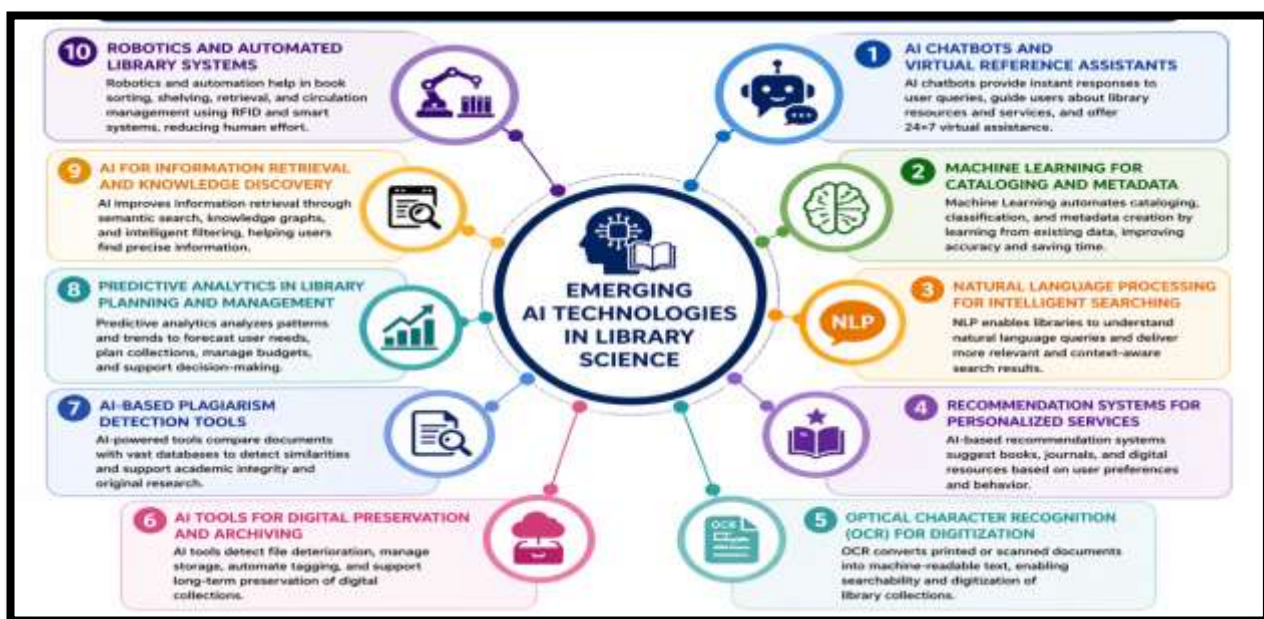 EMERGING
AI TECHNOLOGIES
IN LIBRARY
SCIENCE
1
AI CHATBOTS AND
VIRTUAL REFERENCE ASSISTANTS
AI chatbots provide instant responses to
user queries, guide users about library
resources and services, and offer
24×7 virtual assistance.
2
MACHINE LEARNING FOR
CATALOGING AND METADATA
Machine Learning automates cataloging,
classification, and metadata creation by
learning from existing data, improving
accuracy and saving time.
NLP
3
NATURAL LANGUAGE PROCESSING
FOR INTELLIGENT SEARCHING
NLP enables libraries to understand
natural language queries and deliver
more relevant and context-aware
search results.
4
RECOMMENDATION SYSTEMS FOR
PERSONALIZED SERVICES
AI-based recommendation systems
suggest books, journals, and digital
resources based on user preferences
and behavior.
OCR
5
OPTICAL CHARACTER RECOGNITION
(OCR) FOR DIGITIZATION
OCR converts printed or scanned documents
into machine-readable text, enabling
searchability and digitization of
library collections.
6
AI TOOLS FOR DIGITAL PRESERVATION
AND ARCHIVING
AI tools detect file deterioration, manage
storage, automate tagging, and support
long-term preservation of digital
collections.
7
AI-BASED PLAGIARISM
DETECTION TOOLS
AI-powered tools compare documents
with vast databases to detect similarities
and support academic integrity and
original research.
8
PREDICTIVE ANALYTICS IN LIBRARY
PLANNING AND MANAGEMENT
Predictive analytics analyzes patterns
and trends to forecast user needs,
plan collections, manage budgets,
and support decision-making.
9
AI FOR INFORMATION RETRIEVAL
AND KNOWLEDGE DISCOVERY
AI improves information retrieval through
semantic search, knowledge graphs,
and intelligent filtering, helping users
find precise information.
10
ROBOTICS AND AUTOMATED
LIBRARY SYSTEMS
Robotics and automation help in book
sorting, shelving, retrieval, and circulation
management using RFID and smart
systems, reducing human effort.